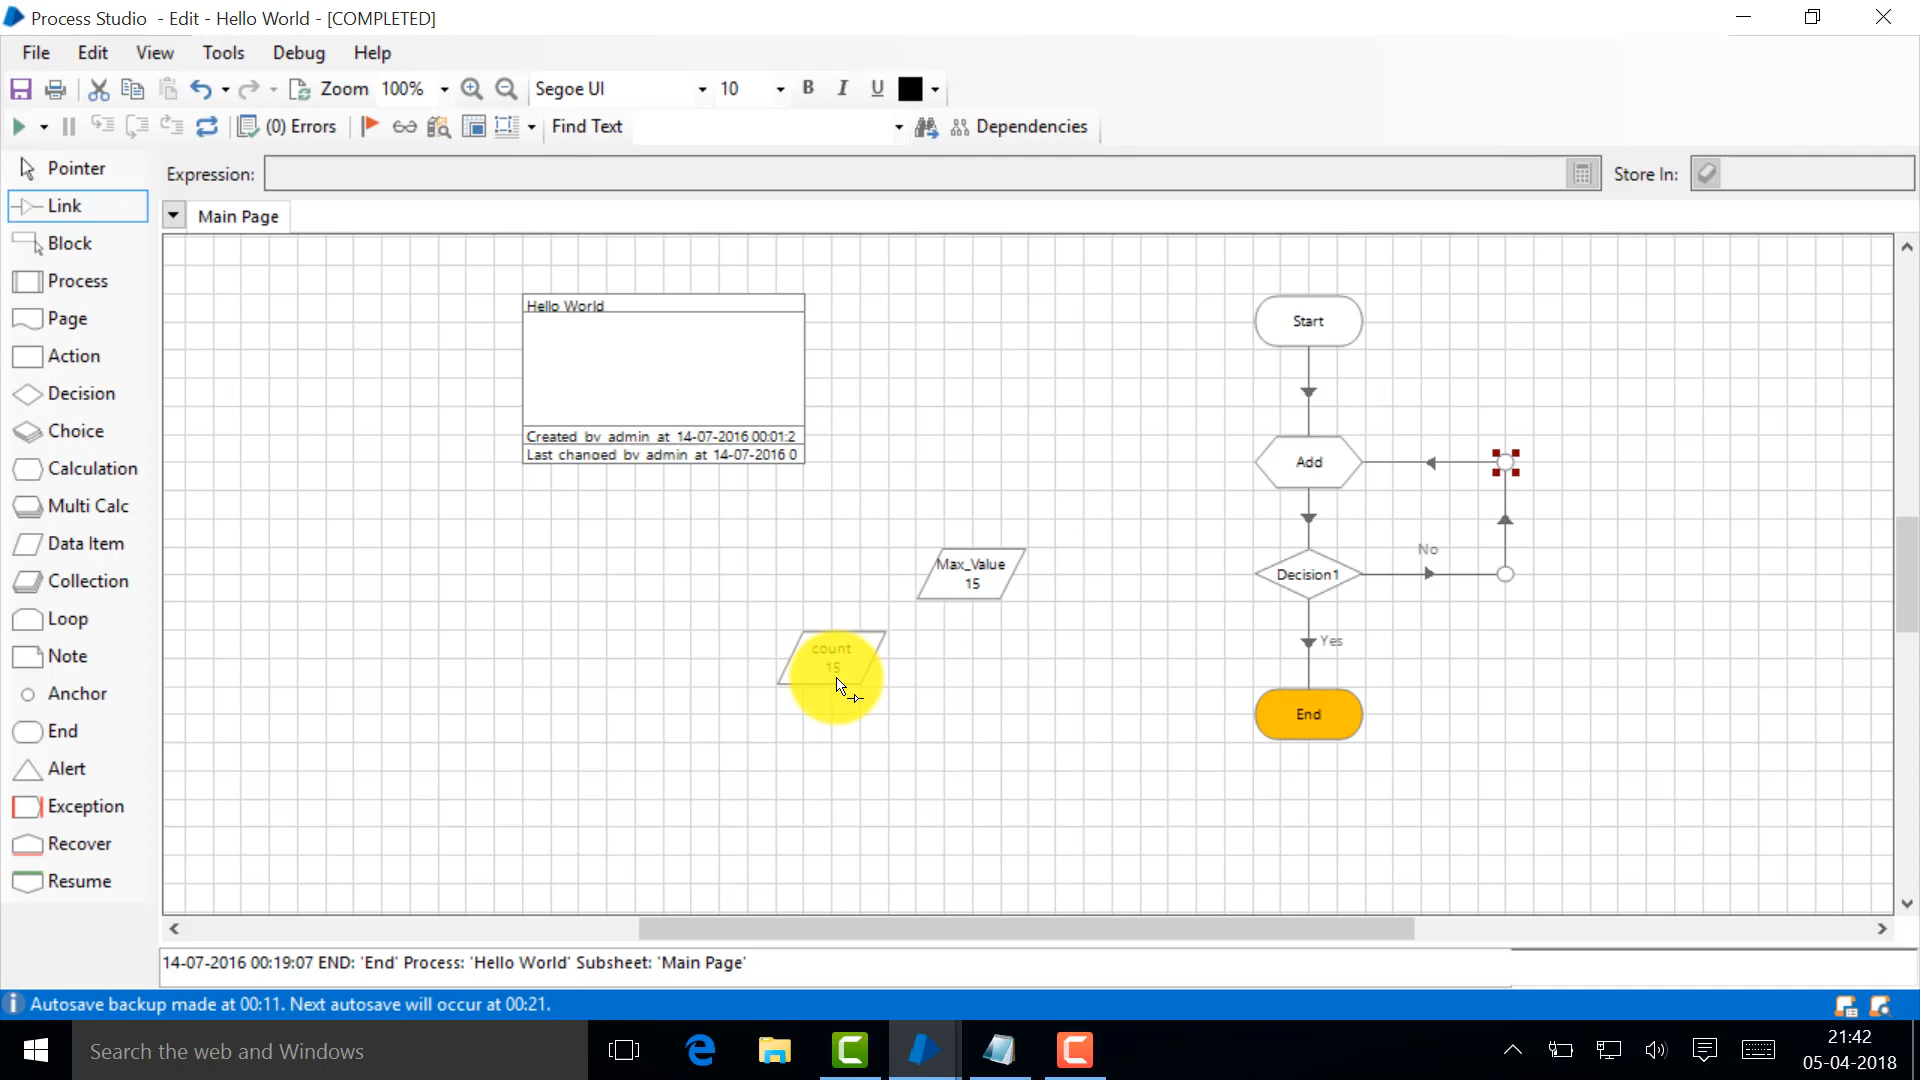 Process Studio - Edit - Hello World - [COMPLETED]
File Edit View Tools Debug Help
Zoom 100% Segoe UI 10 B I U
(0) Errors Find Text Dependencies
Pointer
Link
Block
Process
Page
Action
Decision
Choice
Calculation
Multi Calc
Data Item
Collection
Loop
Note
Anchor
End
Alert
Exception
Recover
Resume
Expression: Store In:
Main Page
Hello World
Created by admin at 14-07-2016 00:01:2
Last changed by admin at 14-07-2016 0
Max_Value
15
count
15
Start
Add
No
Decision1
Yes
End
14-07-2016 00:19:07 END: 'End' Process: 'Hello World' Subsheet: 'Main Page'
Autosave backup made at 00:11. Next autosave will occur at 00:21.
Search the web and Windows
21:42
05-04-2018